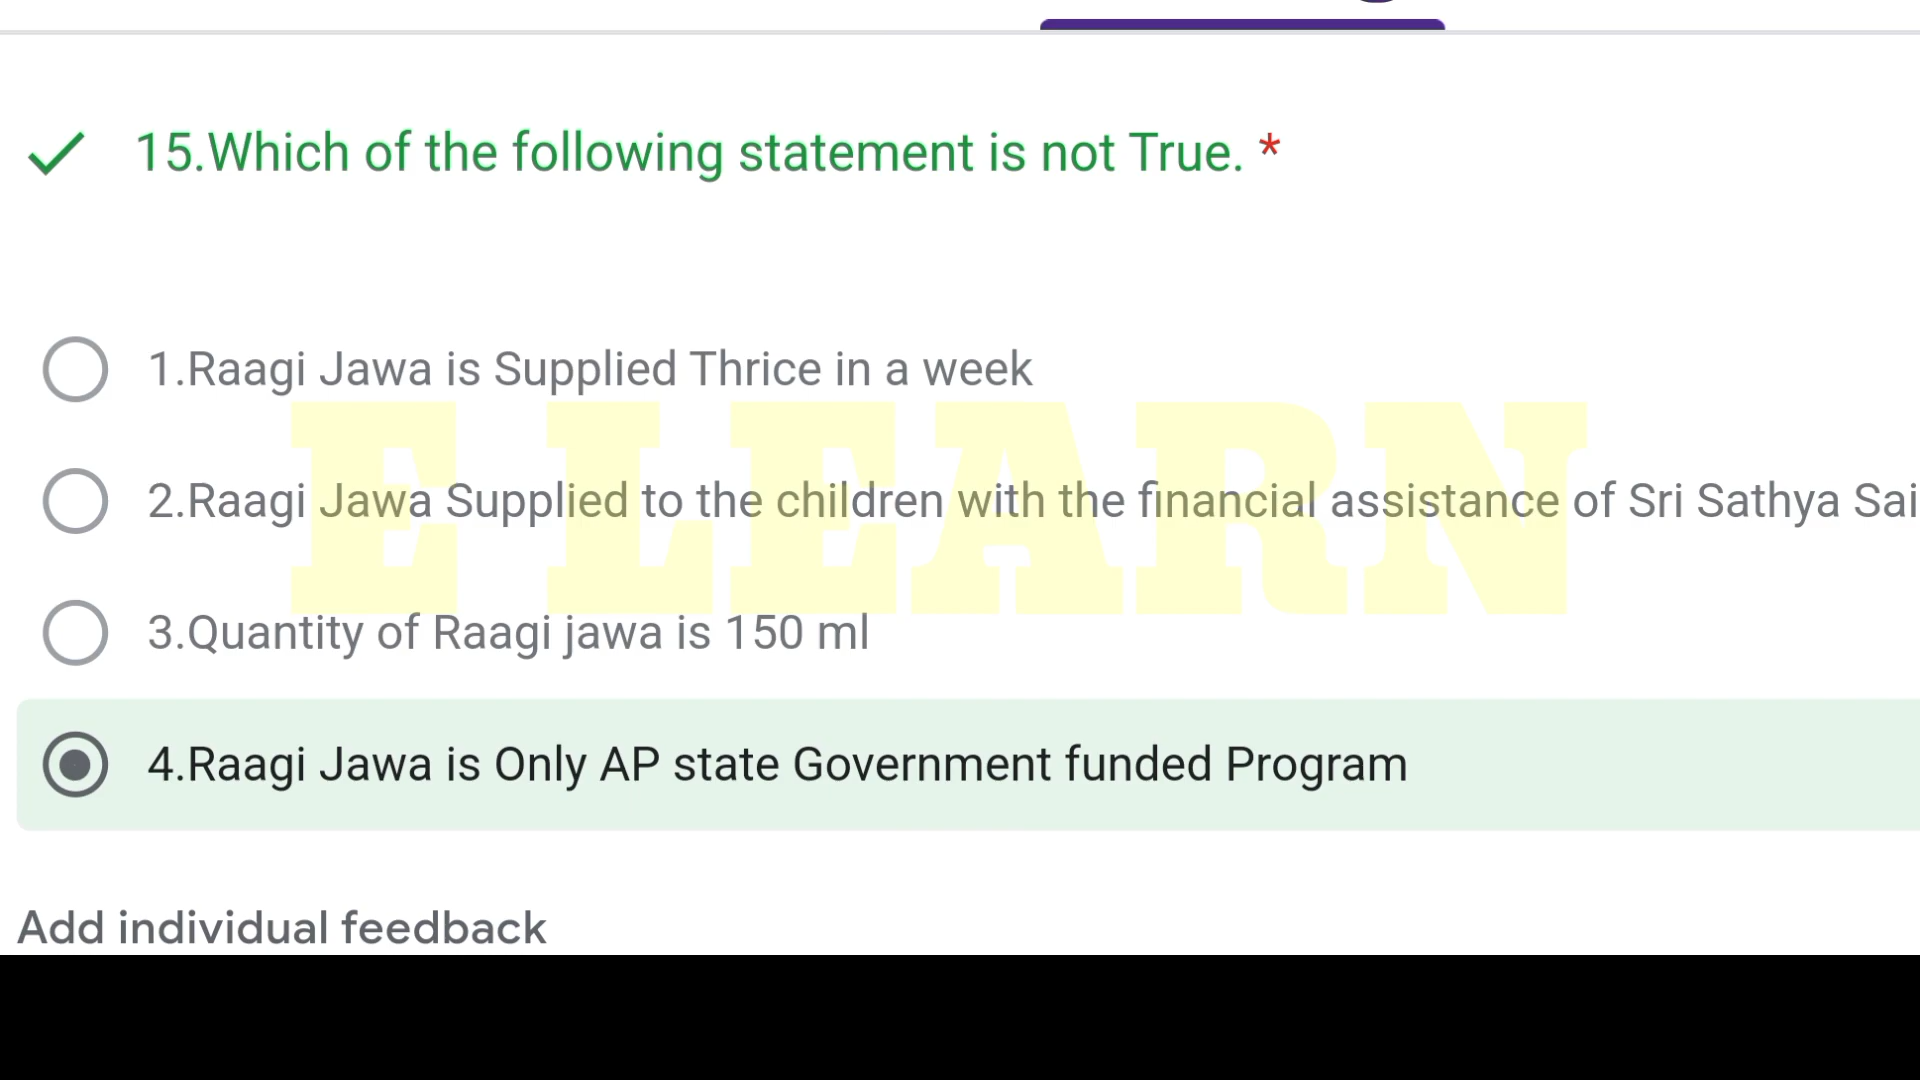 15.Which of the following statement is not True. *
1.Raagi Jawa is Supplied Thrice in a week
E LEARN
2.Raagi Jawa Supplied to the children with the financial assistance of Sri Sathya Sai
3.Quantity of Raagi jawa is 150 ml
4.Raagi Jawa is Only AP state Government funded Program
Add individual feedback